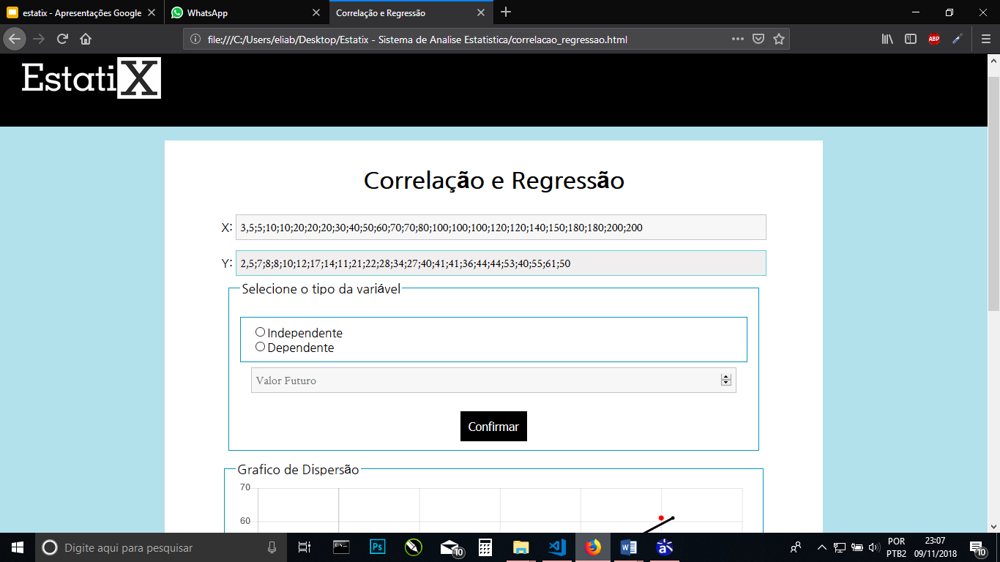 estatix - Apresentações Google
WhatsApp
Correlação e Regressão
file:///C:/Users/eliab/Desktop/Estatix - Sistema de Analise Estatistica/correlacao_regressao.html
ABP
EstatiX
Correlação e Regressão
X: 3,5;5;10;10;20;20;20;30;40;50;60;70;70;80;100;100;100;120;120;140;150;180;180;200;200
Y: 2,5;7;8;8;10;12;17;14;11;21;22;28;34;27;40;41;41;36;44;44;53;40;55;61;50
Selecione o tipo da variável
Independente
Dependente
Valor Futuro
Confirmar
Grafico de Dispersão
70
60
Digite aqui para pesquisar
Ps
10
POR
PTB2
23:07
09/11/2018
10